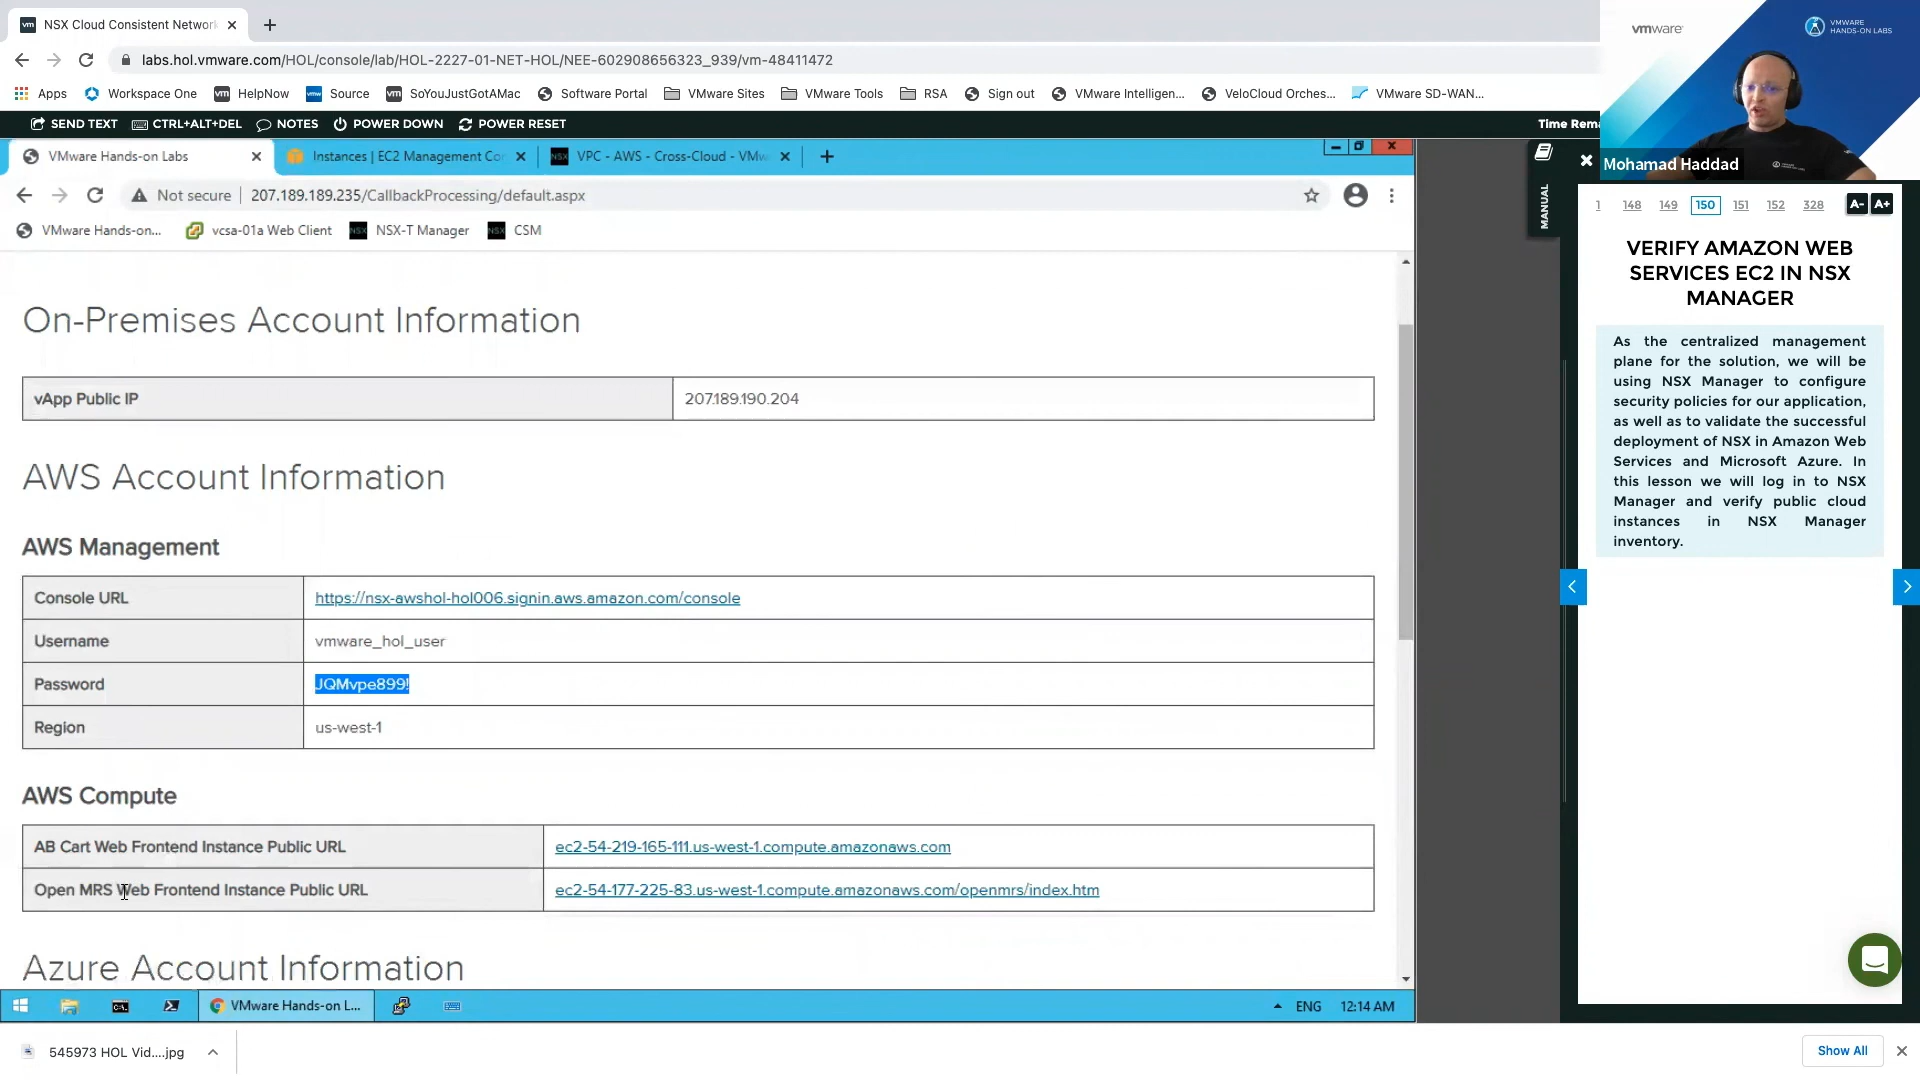 NSX Cloud Consistent Network
labs.hol.vmware.com/HOL/console/lab/HOL-2227-01-NET-HOL/NEE-602908656323_939/vm-48411472
Apps Workspace One HelpNow Source SoYouJustGotAMac Software Portal VMware Sites VMware Tools RSA Sign out VMware Intelligen... VeloCloud Orches... VMware SD-WAN...
SEND TEXT CTRL+ALT+DEL NOTES POWER DOWN POWER RESET Time Rema
vmware
VMWARE
HANDS-ON LABS
Mohamad Haddad
VMware Hands-on Labs Instances | EC2 Management Co VPC - AWS - Cross-Cloud - VMw
Not secure 207.189.189.235/CallbackProcessing/default.aspx
VMware Hands-on... vcsa-01a Web Client NSX NSX-T Manager NSX CSM
On-Premises Account Information
vApp Public IP 207.189.190.204
AWS Account Information
AWS Management
Console URL https://nsx-awshol-hol006.signin.aws.amazon.com/console
Username vmware_hol_user
Password JQMvpe899!
Region us-west-1
AWS Compute
AB Cart Web Frontend Instance Public URL ec2-54-219-165-111.us-west-1.compute.amazonaws.com
Open MRS Web Frontend Instance Public URL ec2-54-177-225-83.us-west-1.compute.amazonaws.com/openmrs/index.htm
Azure Account Information
VMware Hands-on L... ENG 12:14 AM
MANUAL
1 148 149 150 151 152 328 A- A+
VERIFY AMAZON WEB
SERVICES EC2 IN NSX
MANAGER
As the centralized management
plane for the solution, we will be
using NSX Manager to configure
security policies for our application,
as well as to validate the successful
deployment of NSX in Amazon Web
Services and Microsoft Azure. In
this lesson we will log in to NSX
Manager and verify public cloud
instances in NSX Manager
inventory.
545973 HOL Vid....jpg Show All